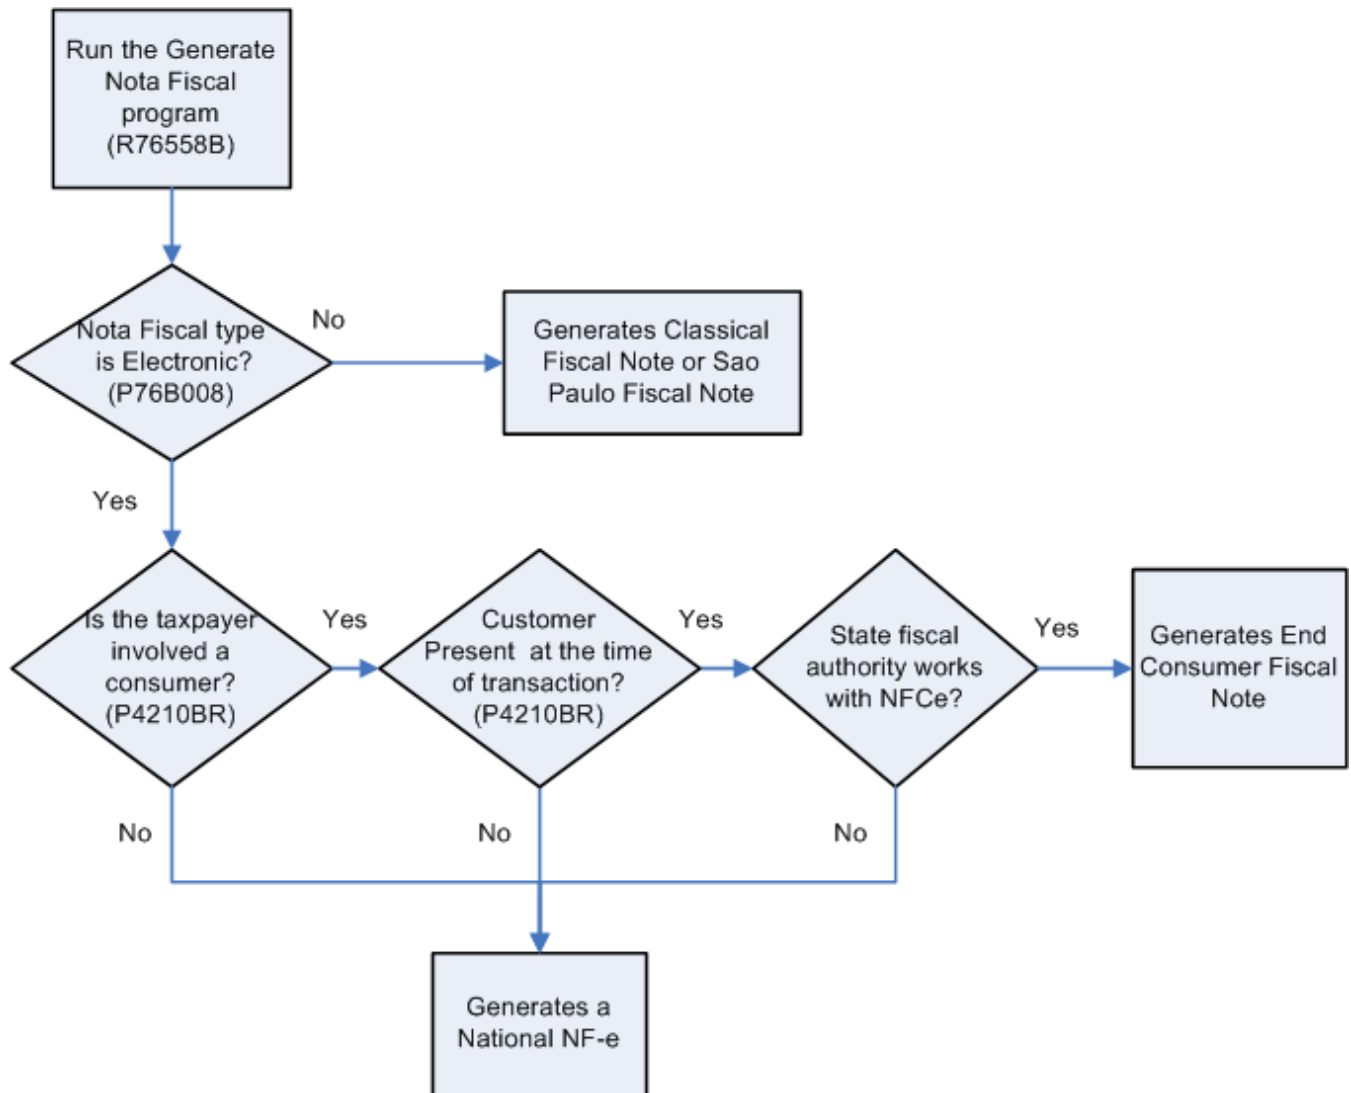 Run the Generate
Nota Fiscal
program
(R76558B)
Nota Fiscal type
is Electronic?
(P76B008)
No
Generates Classical
Fiscal Note or Sao
Paulo Fiscal Note
Yes
Is the taxpayer
involved a
consumer?
(P4210BR)
Yes
Customer
Present at the time
of transaction?
(P4210BR)
Yes
State fiscal
authority works
with NFCe?
Yes
Generates End
Consumer Fiscal
Note
No
No
No
Generates a
National NF-e